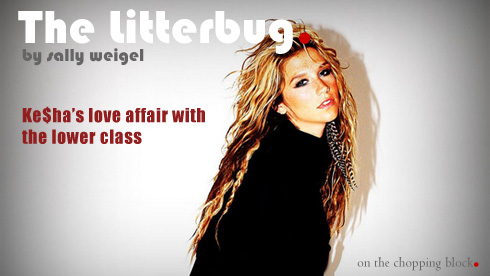 The Litterbug
by sally weigel
Ke$ha's love affair with
the lower class
on the chopping block.